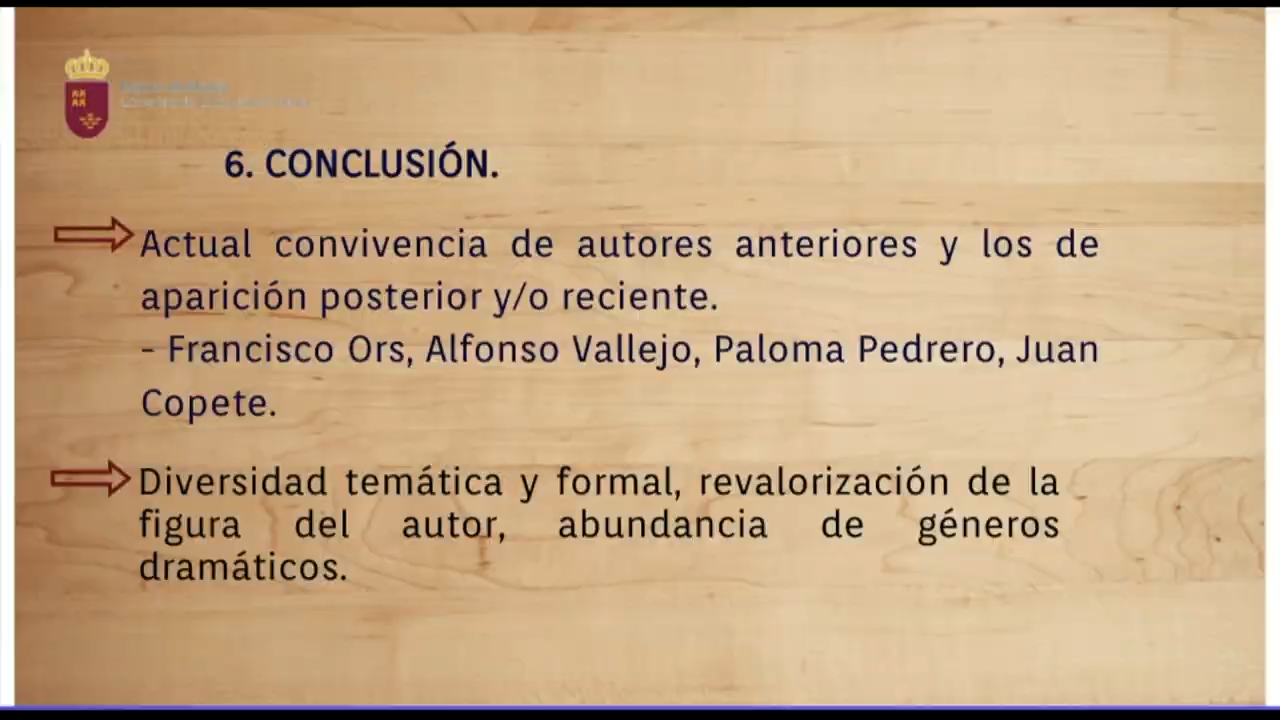 6. CONCLUSIÓN.
Actual convivencia de autores anteriores y los de
aparición posterior y/o reciente.
- Francisco Ors, Alfonso Vallejo, Paloma Pedrero, Juan
Copete.
Diversidad temática y formal, revalorización de la
figura del autor, abundancia de géneros
dramáticos.